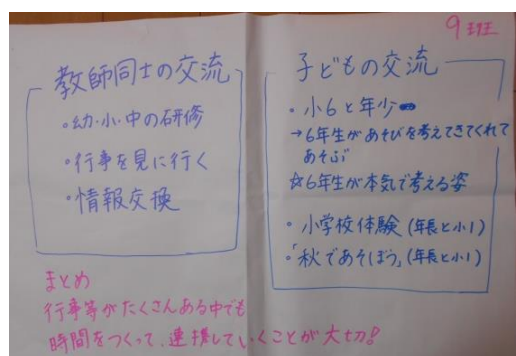 9班
教師同士の交流
・幼・小・中の研修
・行事を見に行く
・情報交換
子どもの交流
・小6と年少
→6年生があそびを考えてきてくれて
あそぶ
☆6年生が本気で考える姿
・小学校体験(年長と小1)
・「秋であそぼう」(年長と小1)
まとめ
行事等がたくさんある中でも
時間をつくって、連携していくことが大切!